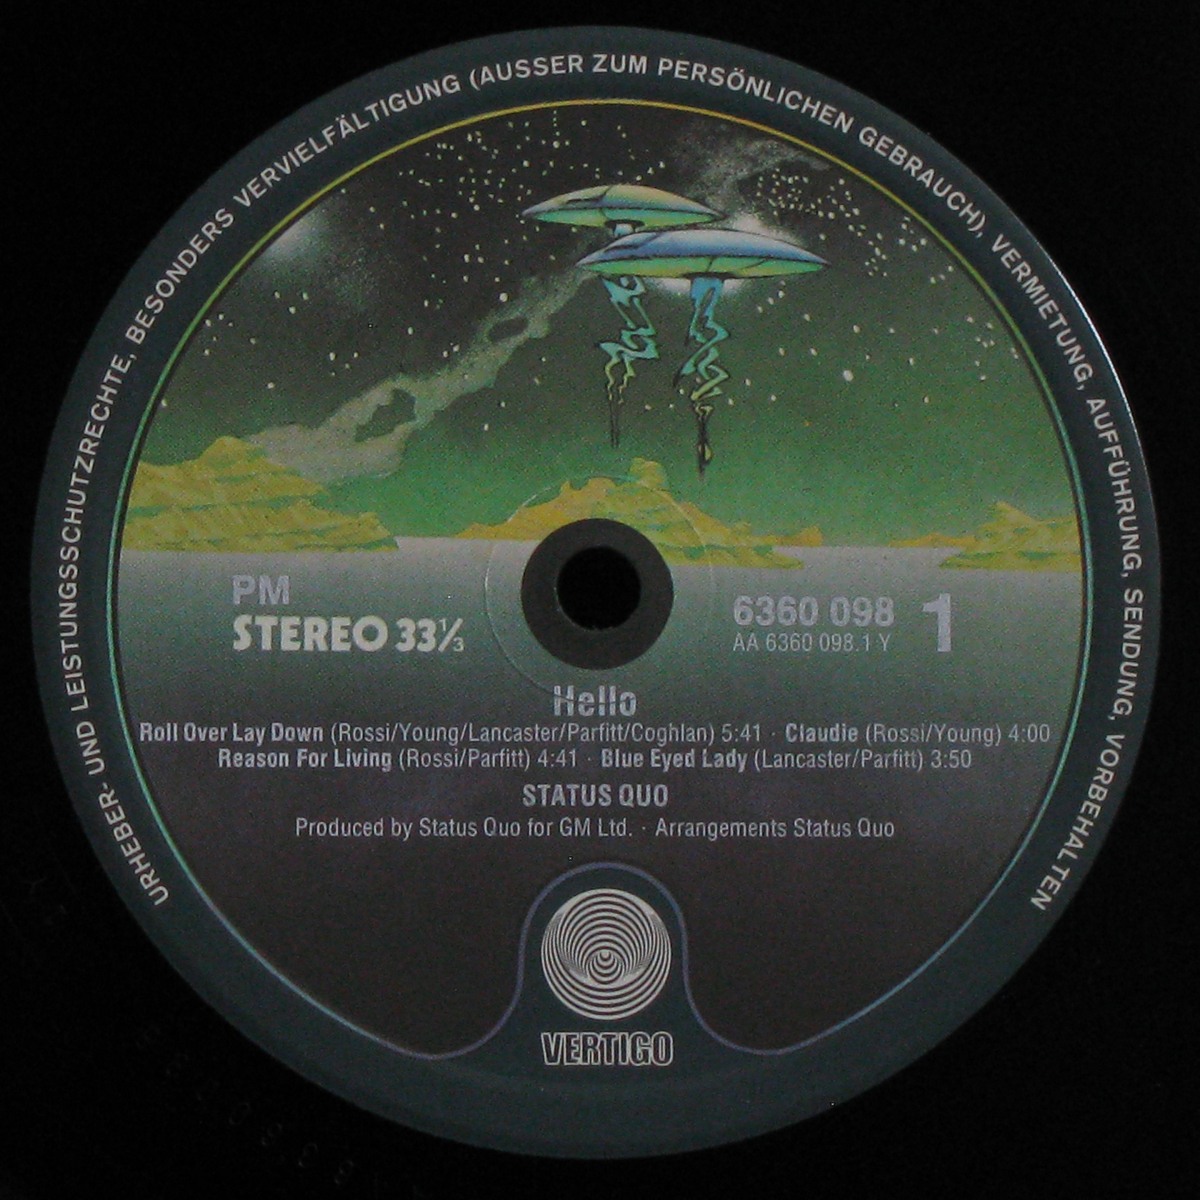 URHEBER- UND LEISTUNGSSCHUTZRECHTE, BESONDERS VERVIELFÄLTIGUNG (AUSSER ZUM PERSÖNLICHEN GEBRAUCH), VERMIETUNG, AUFFÜHRUNG, SENDUNG, VORBEHALTEN
PM
STEREO 33⅓
6360 098 1
AA 6360 098.1 Y
Hello
Roll Over Lay Down (Rossi/Young/Lancaster/Parfitt/Coghlan) 5:41 · Claudie (Rossi/Young) 4:00
Reason For Living (Rossi/Parfitt) 4:41 · Blue Eyed Lady (Lancaster/Parfitt) 3:50
STATUS QUO
Produced by Status Quo for GM Ltd. · Arrangements Status Quo
VERTIGO